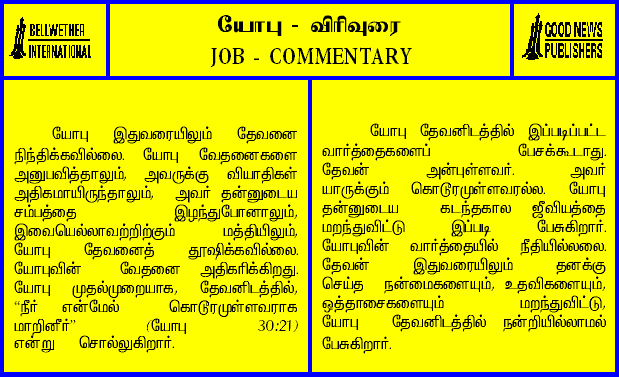 BELLWETHER
INTERNATIONAL
யோபு - விரிவுரை
JOB - COMMENTARY
GOOD NEWS
PUBLISHERS
யோபு இதுவரையிலும் தேவனை
நிந்திக்கவில்லை. யோபு வேதனைகளை
அனுபவித்தாலும், அவருக்கு வியாதிகள்
அதிகமாயிருந்தாலும், அவர் தன்னுடைய
சம்பத்தை இழந்துபோனாலும்,
இவையெல்லாவற்றிற்கும் மத்தியிலும்,
யோபு தேவனைத் தூஷிக்கவில்லை.
யோபுவின் வேதனை அதிகரிக்கிறது.
யோபு முதல்முறையாக, தேவனிடத்தில்,
“நீர் என்மேல் கொடூரமுள்ளவராக
மாறினீர்” (யோபு 30:21)
என்று சொல்லுகிறார்.
யோபு தேவனிடத்தில் இப்படிப்பட்ட
வார்த்தைகளைப் பேசக்கூடாது.
தேவன் அன்புள்ளவர். அவர்
யாருக்கும் கொடூரமுள்ளவரல்ல. யோபு
தன்னுடைய கடந்தகால ஜீவியத்தை
மறந்துவிட்டு இப்படி பேசுகிறார்.
யோபுவின் வார்த்தையில் நீதியில்லலை.
தேவன் இதுவரையிலும் தனக்கு
செய்த நன்மைகளையும், உதவிகளையும்,
ஒத்தாசைகளையும் மறந்துவிட்டு,
யோபு தேவனிடத்தில் நன்றியில்லாமல்
பேசுகிறார்.